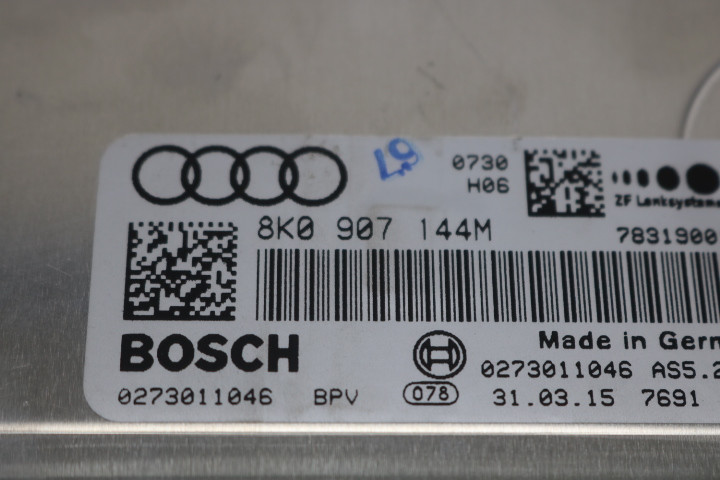 0730
H06
ZF Lenksysteme
8K0 907 144M
7831900
BOSCH
Made in Germ
0273011046 AS5.2
0273011046 BPV 078 31.03.15 7691